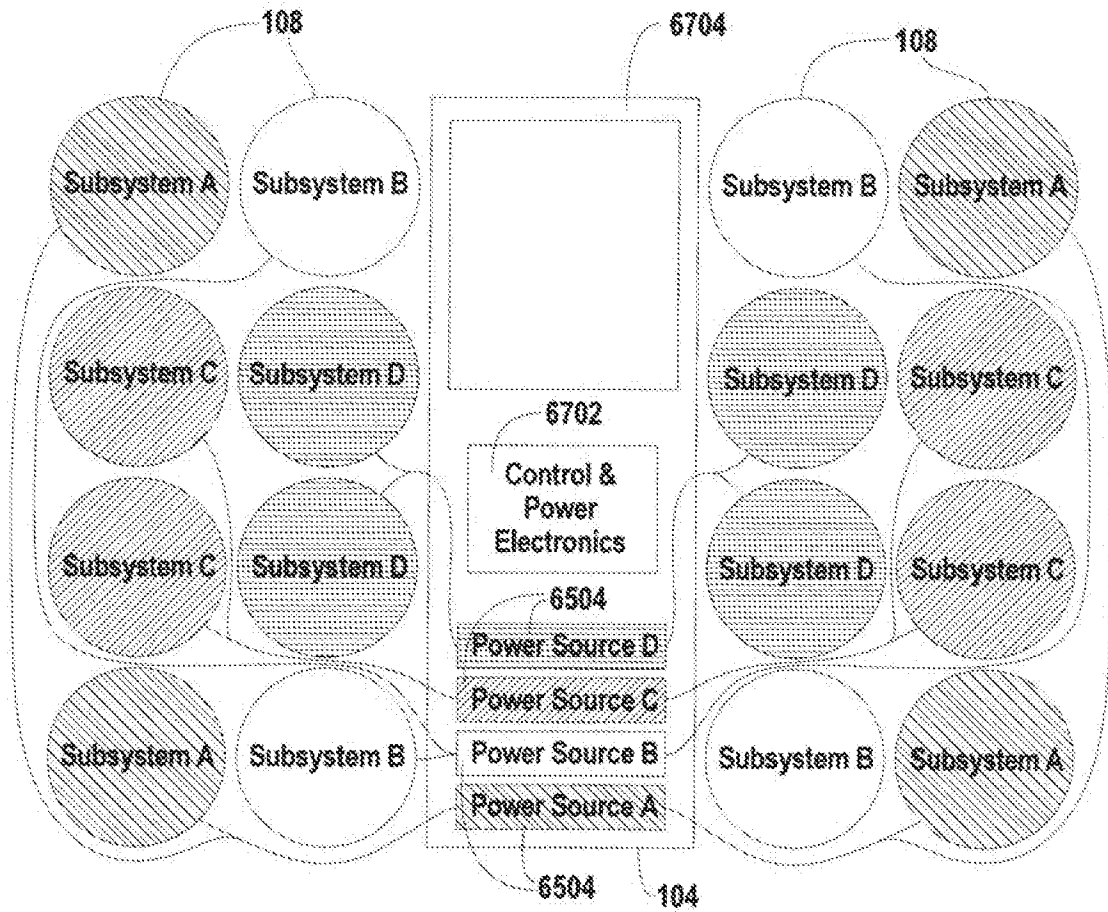 108
6704
108
Subsystem A
Subsystem B
Subsystem B
Subsystem A
Subsystem C
Subsystem D
Subsystem D
Subsystem C
6702
Control &
Power
Electronics
Subsystem C
Subsystem D
Subsystem D
Subsystem C
6504
Power Source D
Power Source C
Subsystem A
Subsystem B
Power Source B
Subsystem B
Subsystem A
Power Source A
6504
104